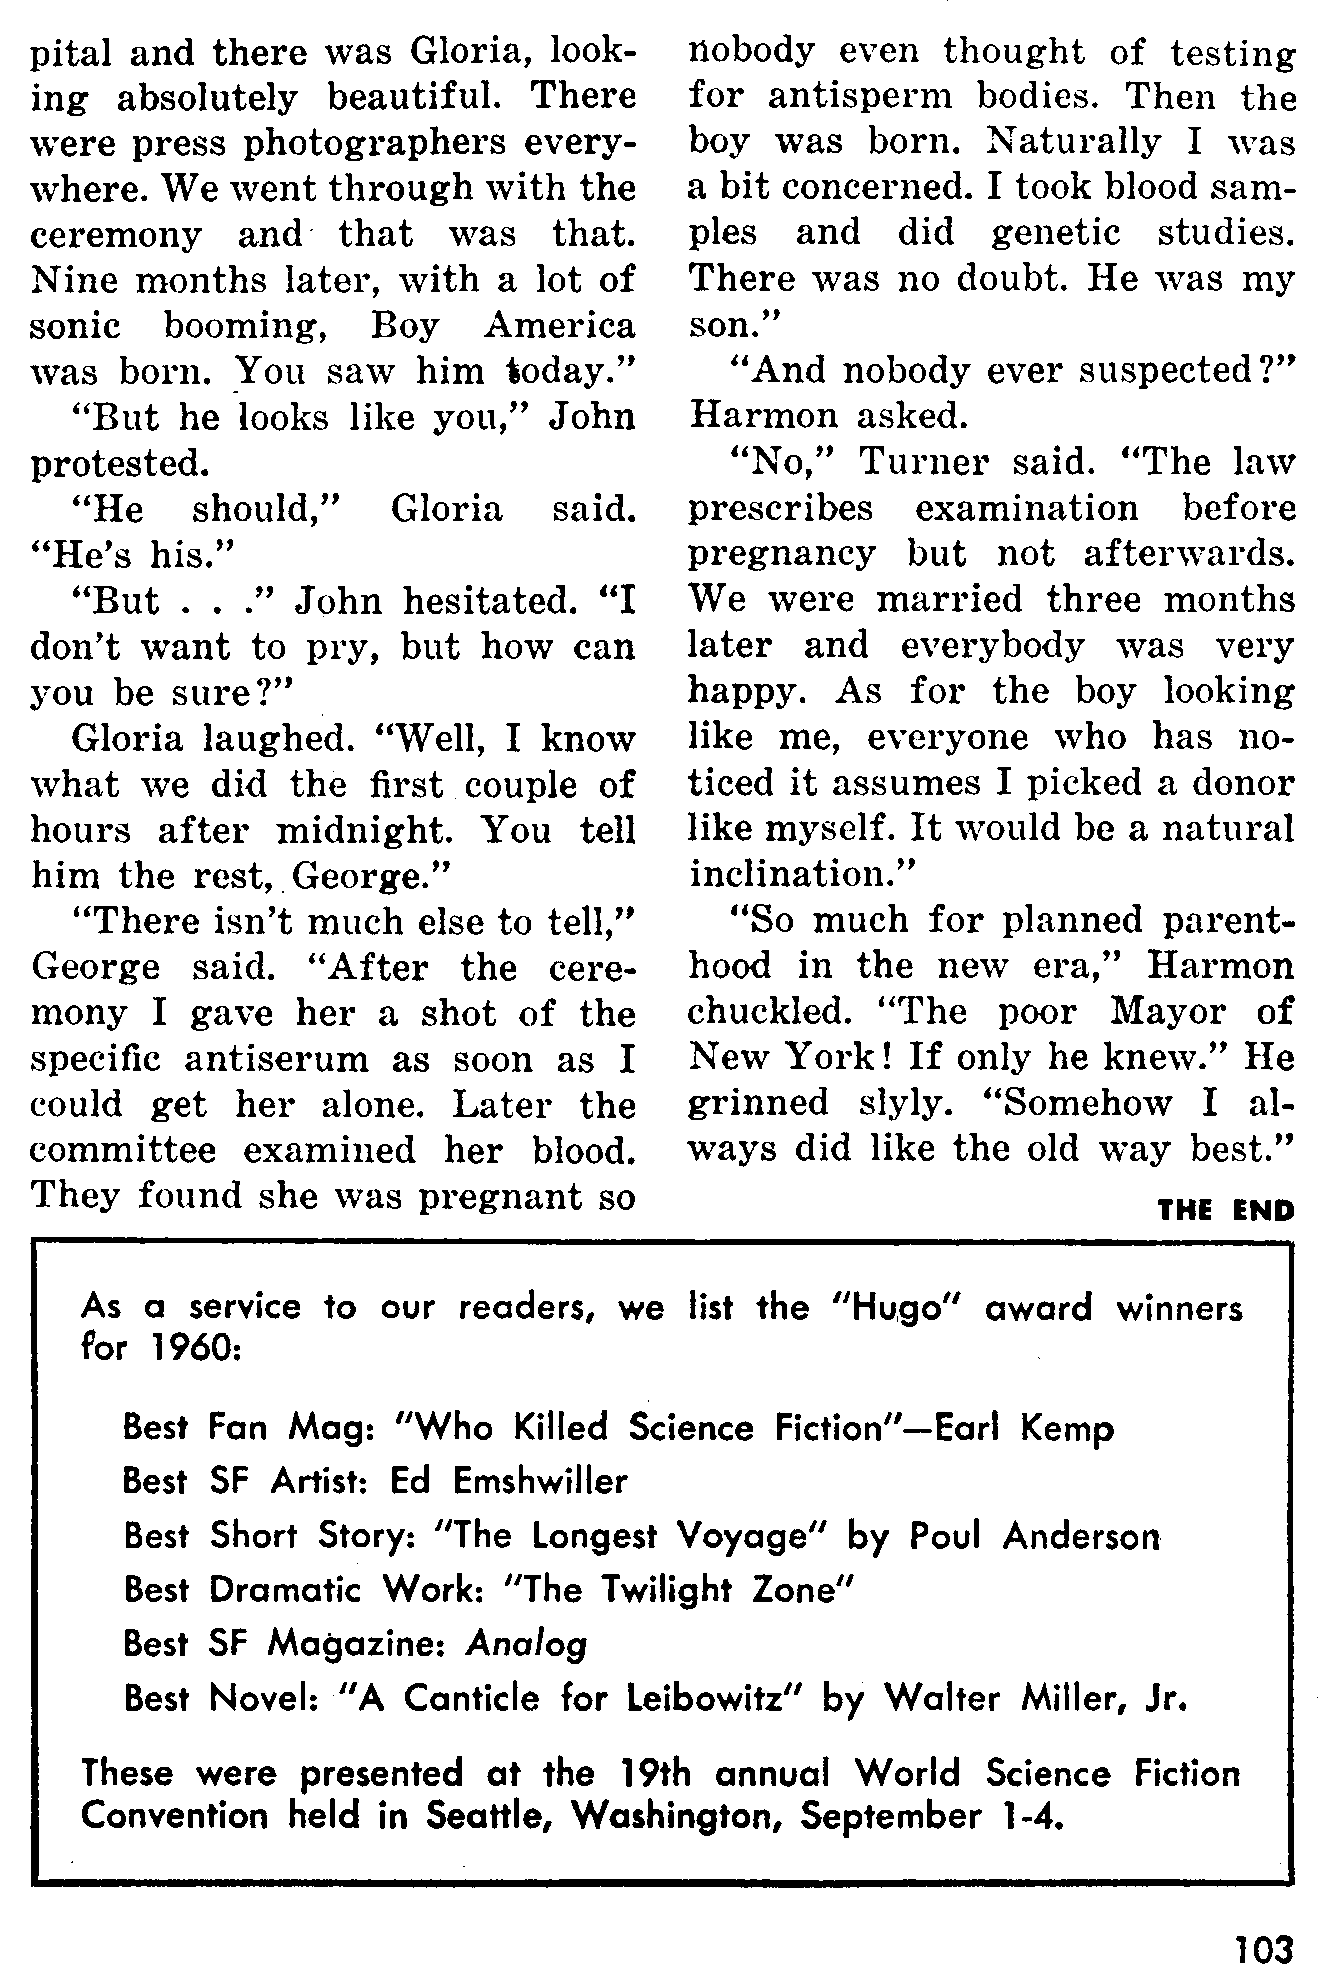 pital and there was Gloria, look-
ing absolutely beautiful. There
were press photographers every-
where. We went through with the
ceremony and that was that.
Nine months later, with a lot of
sonic booming, Boy America
was born. You saw him today.”
“But he looks like you,” John
protested.
“He should,” Gloria said.
“He’s his.”
“But . . .” John hesitated. “I
don’t want to pry, but how can
you be sure?”
Gloria laughed. “Well, I know
what we did the first couple of
hours after midnight. You tell
him the rest, George.”
“There isn’t much else to tell,”
George said. “After the cere-
mony I gave her a shot of the
specific antiserum as soon as I
could get her alone. Later the
committee examined her blood.
They found she was pregnant so
nobody even thought of testing
for antisperm bodies. Then the
boy was born. Naturally I was
a bit concerned. I took blood sam-
ples and did genetic studies.
There was no doubt. He was my
son.”
“And nobody ever suspected?”
Harmon asked.
“No,” Turner said. “The law
prescribes examination before
pregnancy but not afterwards.
We were married three months
later and everybody was very
happy. As for the boy looking
like me, everyone who has no-
ticed it assumes I picked a donor
like myself. It would be a natural
inclination.”
“So much for planned parent-
hood in the new era,” Harmon
chuckled. “The poor Mayor of
New York! If only he knew.” He
grinned slyly. “Somehow I al-
ways did like the old way best.”
THE END
As a service to our readers, we list the "Hugo" award winners
for 1960:
Best Fan Mag: "Who Killed Science Fiction"—Earl Kemp
Best SF Artist: Ed Emshwiller
Best Short Story: "The Longest Voyage" by Poul Anderson
Best Dramatic Work: "The Twilight Zone"
Best SF Magazine: Analog
Best Novel: "A Canticle for Leibowitz" by Walter Miller, Jr.
These were presented at the 19th annual World Science Fiction
Convention held in Seattle, Washington, September 1-4.
103